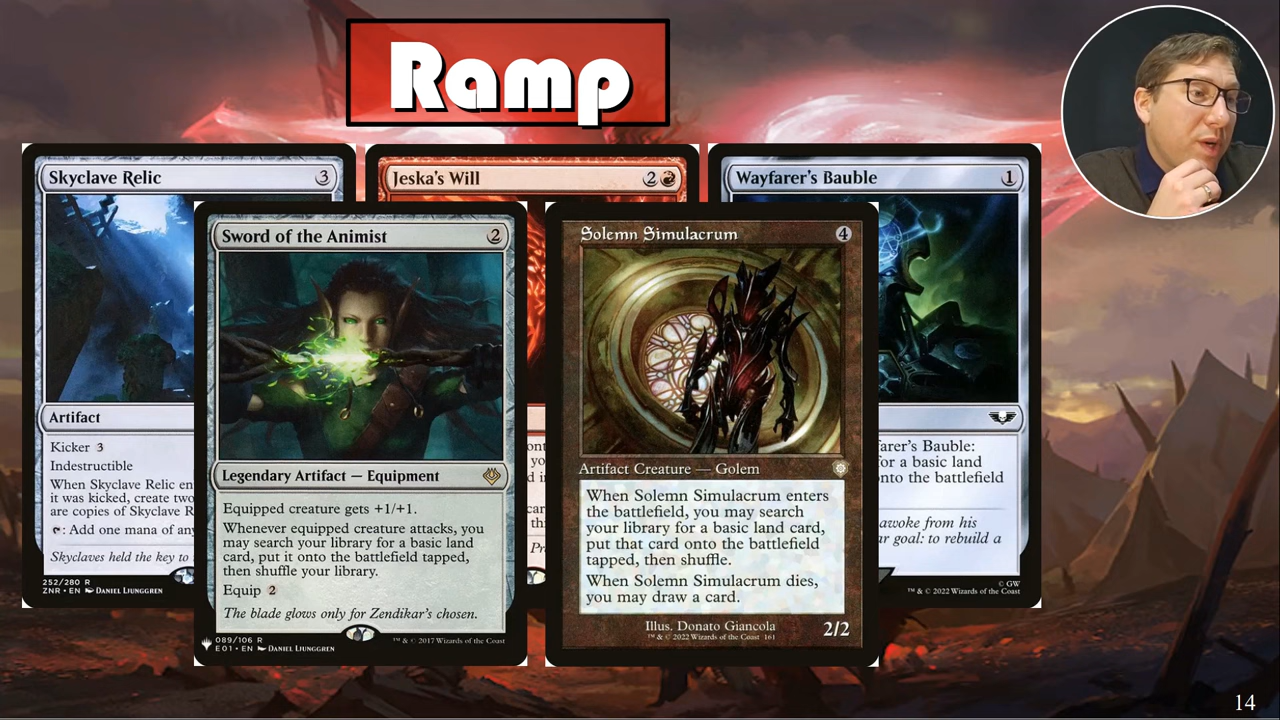 Ramp
Skyclave Relic 3
Artifact
Kicker 3
Indestructible
When Skyclave Relic en
it was kicked, create two
are copies of Skyclave R
: Add one mana of any
Skyclaves held the key to
252/280 R
ZNR • EN Daniel Ljunggren
Jeska's Will 2
Wayfarer's Bauble 1
farer's Bauble:
for a basic land
onto the battlefield
awoke from his
ar goal: to rebuild a
© GW
™ & © 2022 Wizards of the Coast
Sword of the Animist 2
Legendary Artifact — Equipment
Equipped creature gets +1/+1.
Whenever equipped creature attacks, you
may search your library for a basic land
card, put it onto the battlefield tapped,
then shuffle your library.
Equip 2
The blade glows only for Zendikar's chosen.
089/106 R
E01 • EN Daniel Ljunggren
™ & © 2017 Wizards of the Coast
Solemn Simulacrum 4
Artifact Creature — Golem
When Solemn Simulacrum enters
the battlefield, you may search
your library for a basic land card,
put that card onto the battlefield
tapped, then shuffle.
When Solemn Simulacrum dies,
you may draw a card.
Illus. Donato Giancola
™ & © 2022 Wizards of the Coast 161
2/2
14